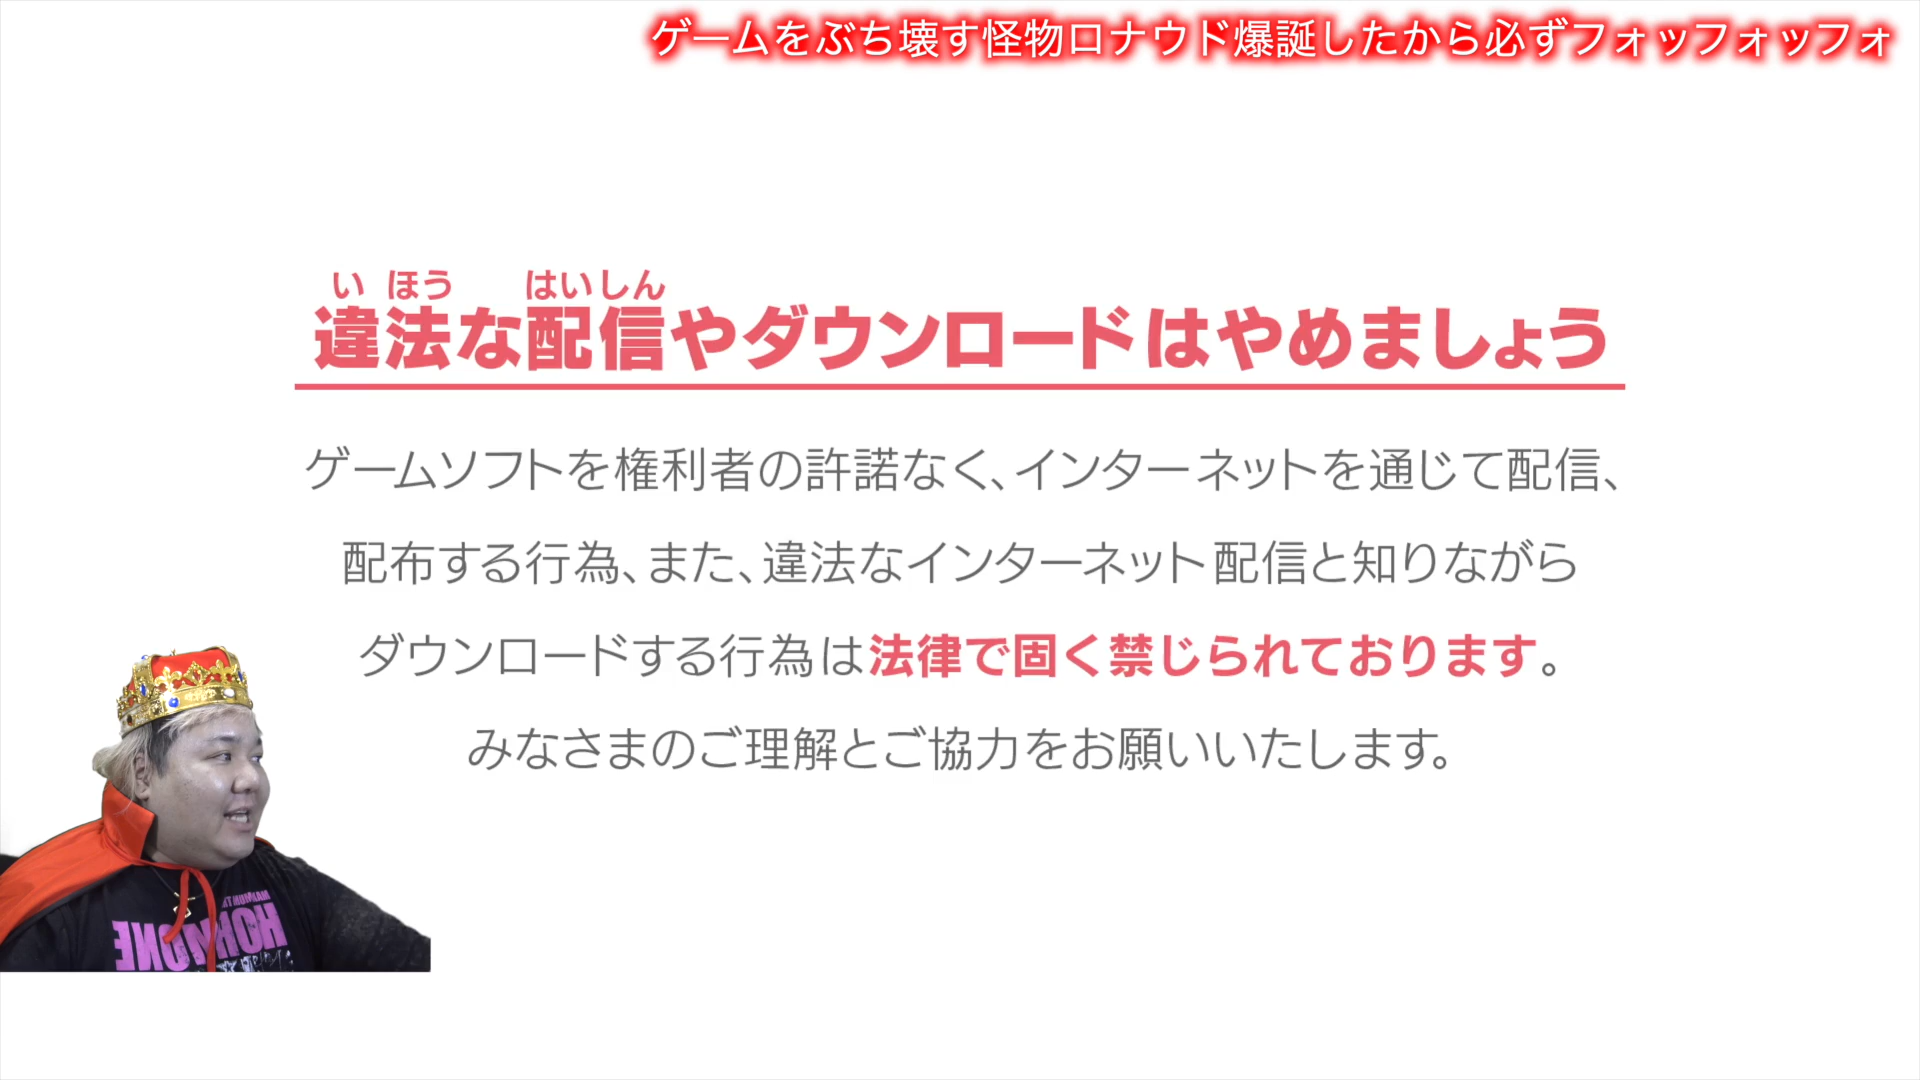 ゲームをぶち壊す怪物ロナウド爆誕したから必ずフォッフォッフォ
い ほう はいしん
違法な配信やダウンロードはやめましょう
ゲームソフトを権利者の許諾なく、インターネットを通じて配信、
配布する行為、また、違法なインターネット配信と知りながら
ダウンロードする行為は法律で固く禁じられております。
みなさまのご理解とご協力をお願いいたします。
HORMONE